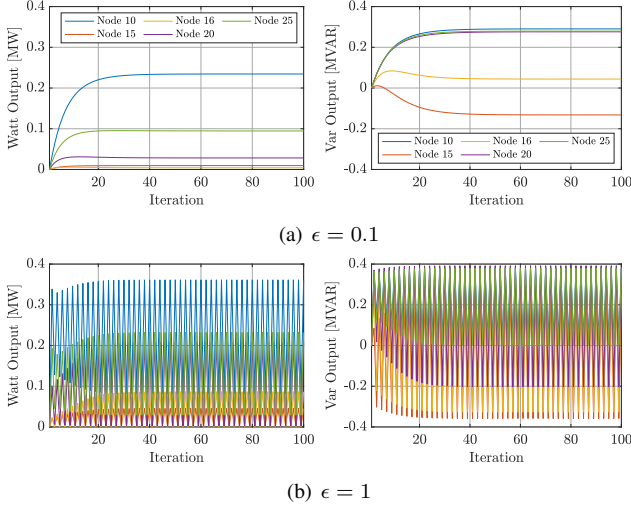 0.4
0.3
0.2
0.1
0
Watt Output [MW]
Node 10 Node 16 Node 25
Node 15 Node 20
20 40 60 80 100
Iteration
0.4
0.2
0
-0.2
-0.4
Var Output [MVAR]
Node 10 Node 16 Node 25
Node 15 Node 20
20 40 60 80 100
Iteration
(a) ϵ = 0.1
0.4
0.3
0.2
0.1
0
Watt Output [MW]
20 40 60 80 100
Iteration
0.4
0.2
0
-0.2
-0.4
Var Output [MVAR]
20 40 60 80 100
Iteration
(b) ϵ = 1